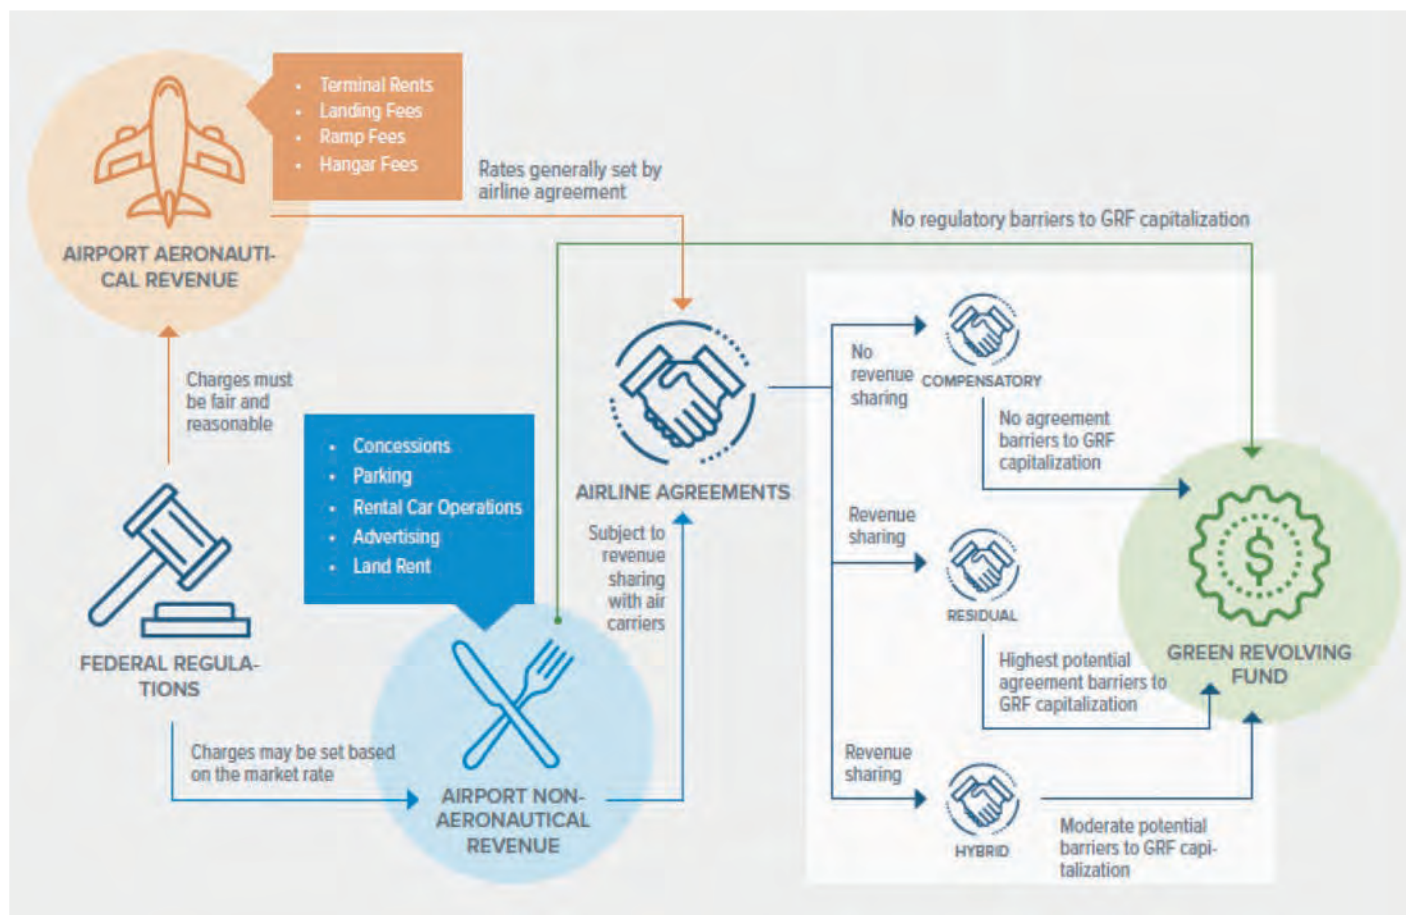 • Terminal Rents
• Landing Fees
• Ramp Fees
• Hangar Fees
AIRPORT AERONAUTI-
CAL REVENUE
Rates generally set by
airline agreement
No regulatory barriers to GRF capitalization
Charges must
be fair and
reasonable
• Concessions
• Parking
• Rental Car Operations
• Advertising
• Land Rent
FEDERAL REGULA-
TIONS
Charges may be set based
on the market rate
AIRPORT NON-
AERONAUTICAL
REVENUE
AIRLINE AGREEMENTS
Subject to
revenue
sharing
with air
carriers
No
revenue
sharing
COMPENSATORY
No agreement
barriers to GRF
capitalization
Revenue
sharing
RESIDUAL
Highest potential
agreement barriers to
GRF capitalization
Revenue
sharing
HYBRID
Moderate potential
barriers to GRF capi-
talization
$
GREEN REVOLVING
FUND